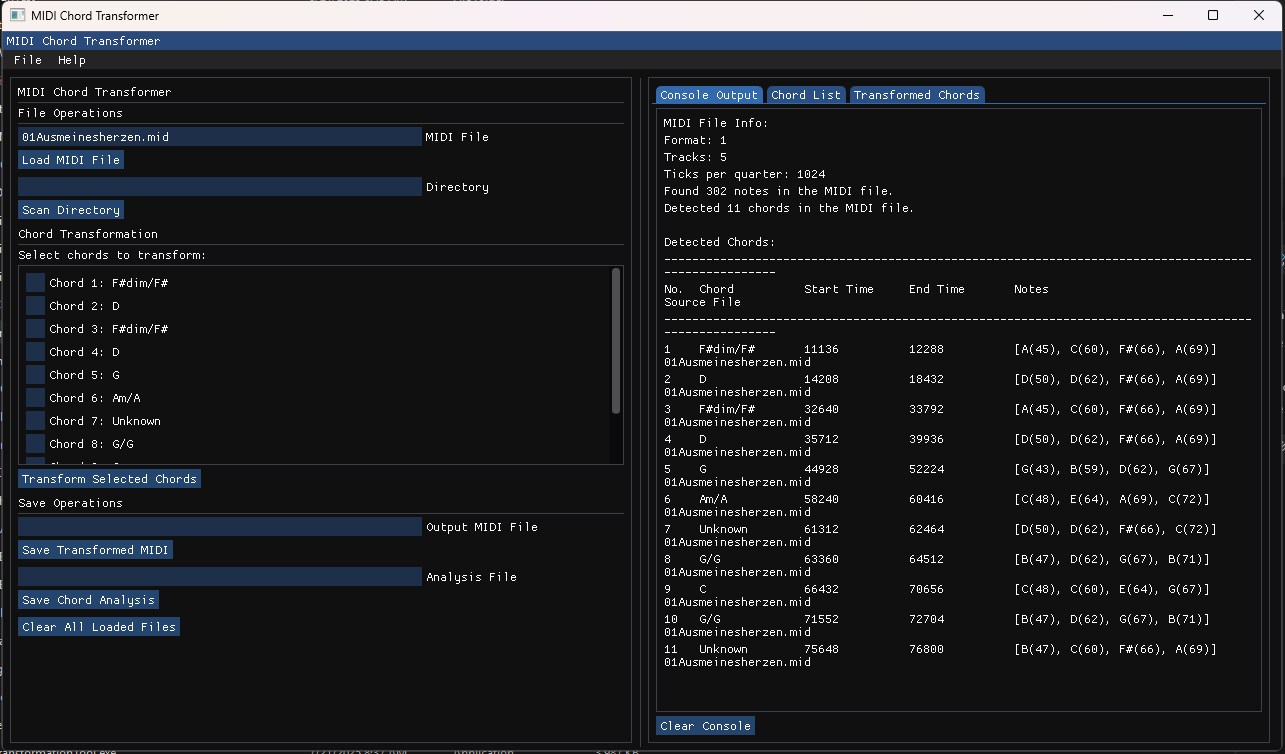 MIDI Chord Transformer
MIDI Chord Transformer
File Help
MIDI Chord Transformer
File Operations
01Ausmeinesherzen.mid MIDI File
Load MIDI File
Directory
Scan Directory
Chord Transformation
Select chords to transform:
Chord 1: F#dim/F#
Chord 2: D
Chord 3: F#dim/F#
Chord 4: D
Chord 5: G
Chord 6: Am/A
Chord 7: Unknown
Chord 8: G/G
Transform Selected Chords
Save Operations
Output MIDI File
Save Transformed MIDI
Analysis File
Save Chord Analysis
Clear All Loaded Files
Console Output Chord List Transformed Chords
MIDI File Info:
Format: 1
Tracks: 5
Ticks per quarter: 1024
Found 302 notes in the MIDI file.
Detected 11 chords in the MIDI file.
Detected Chords:
------------------------------------------------------------------------------------
----------------
No. Chord Start Time End Time Notes
Source File
------------------------------------------------------------------------------------
----------------
1 F#dim/F# 11136 12288 [A(45), C(60), F#(66), A(69)]
01Ausmeinesherzen.mid
2 D 14208 18432 [D(50), D(62), F#(66), A(69)]
01Ausmeinesherzen.mid
3 F#dim/F# 32640 33792 [A(45), C(60), F#(66), A(69)]
01Ausmeinesherzen.mid
4 D 35712 39936 [D(50), D(62), F#(66), A(69)]
01Ausmeinesherzen.mid
5 G 44928 52224 [G(43), B(59), D(62), G(67)]
01Ausmeinesherzen.mid
6 Am/A 58240 60416 [C(48), E(64), A(69), C(72)]
01Ausmeinesherzen.mid
7 Unknown 61312 62464 [D(50), D(62), F#(66), C(72)]
01Ausmeinesherzen.mid
8 G/G 63360 64512 [B(47), D(62), G(67), B(71)]
01Ausmeinesherzen.mid
9 C 66432 70656 [C(48), C(60), E(64), G(67)]
01Ausmeinesherzen.mid
10 G/G 71552 72704 [B(47), D(62), G(67), B(71)]
01Ausmeinesherzen.mid
11 Unknown 75648 76800 [B(47), C(60), F#(66), A(69)]
01Ausmeinesherzen.mid
Clear Console